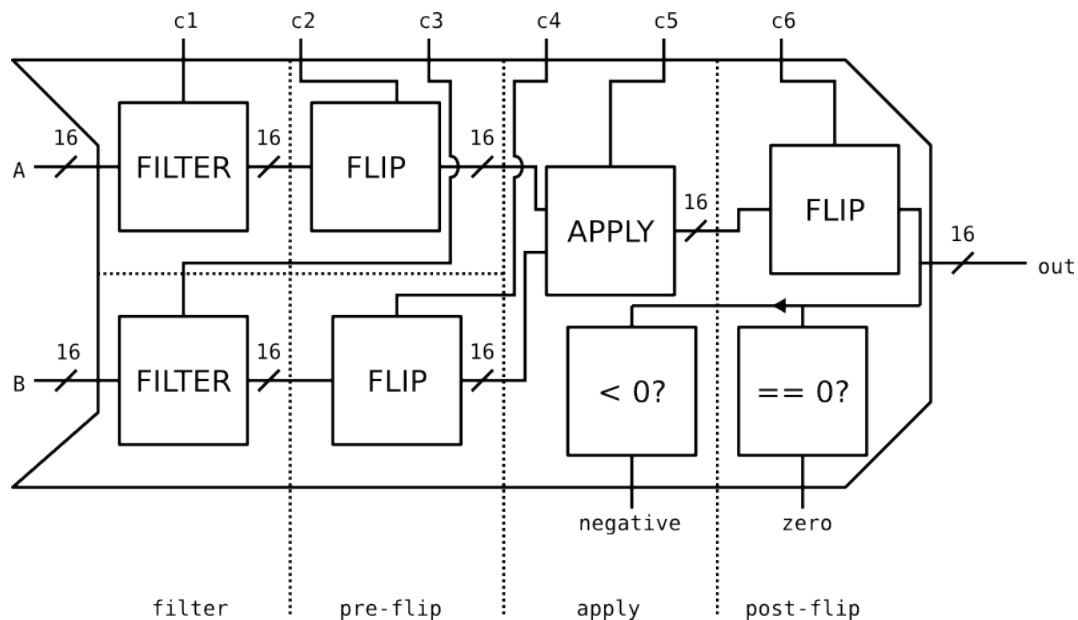 c1 c2 c3 c4 c5 c6
16 16 16
A FILTER FLIP
16 16
APPLY FLIP
out
16 16 16
B FILTER FLIP < 0? == 0?
negative zero
filter pre-flip apply post-flip